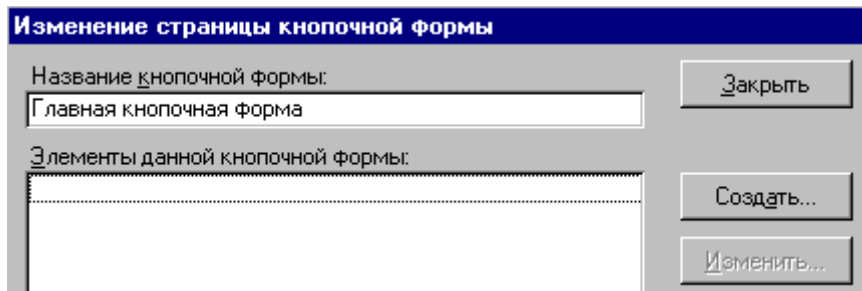 Изменение страницы кнопочной формы
Название кнопочной формы:
Закрыть
Главная кнопочная форма
Элементы данной кнопочной формы:
Создать...
Изменить...